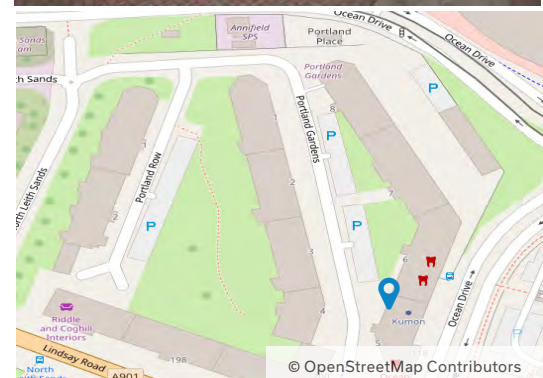 Ocean Drive
Annfield
SPS
Portland
Place
Ocean Drive
Sands
th Sands
Portland
Gardens
P
1
1
8
P
Portland Gardens
2
7
Portland Row
2
P
P
3
6
North Leith Sands
Ocean Drive
4
Kumon
P
Riddle
and Coghill
Interiors
Lindsay Road
198
A901
North
© OpenStreetMap Contributors